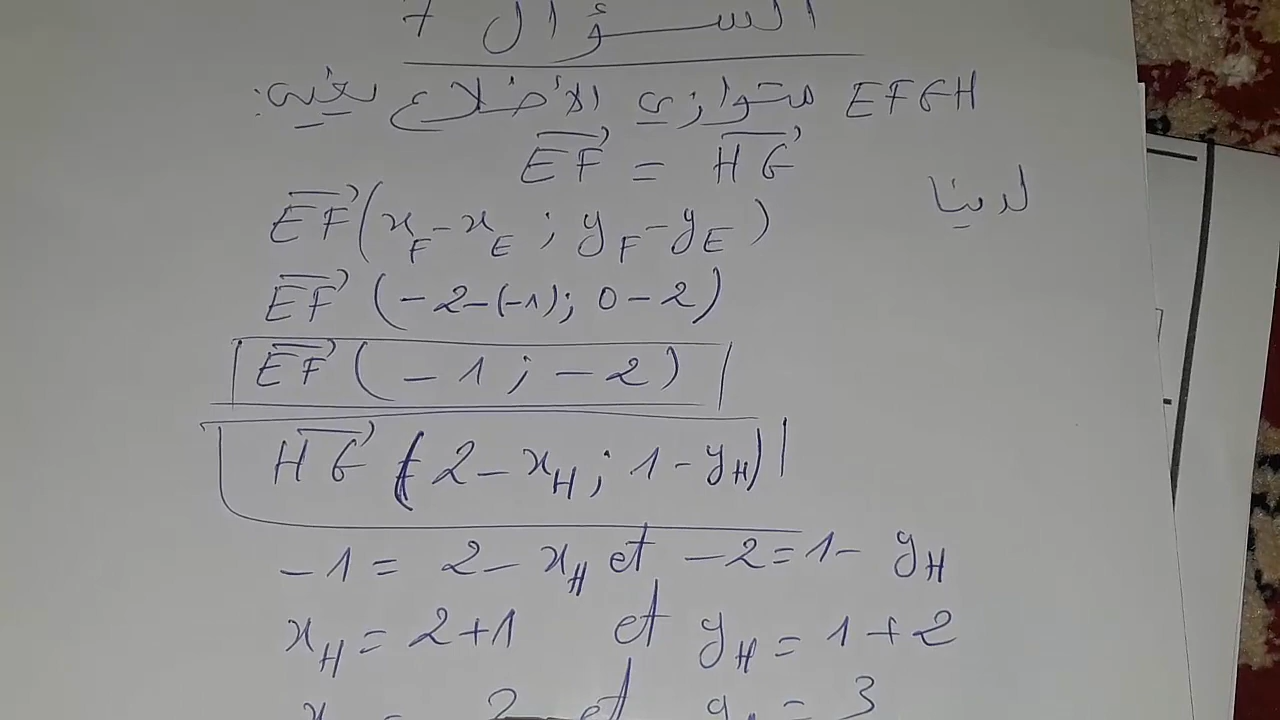 السؤال 7
EFGH متوازي الأضلاع يعني:
EF = HG
لدينا
EF(x_F-x_E ; y_F-y_E)
EF (-2-(-1); 0-2)
EF (-1; -2)
HG (2-x_H; 1-y_H)
-1 = 2-x_H et -2=1-y_H
x_H = 2+1 et y_H = 1+2
= et = 3